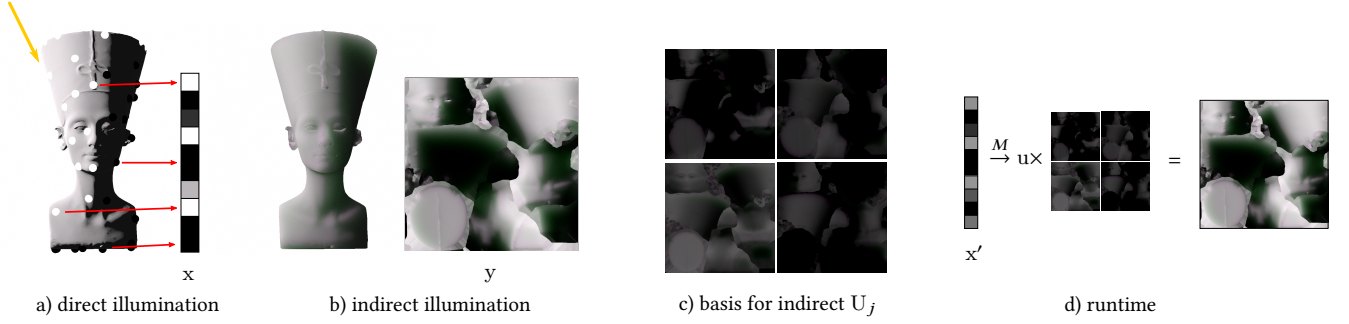 M
→ u× =
x y x′
a) direct illumination b) indirect illumination c) basis for indirect U_j d) runtime